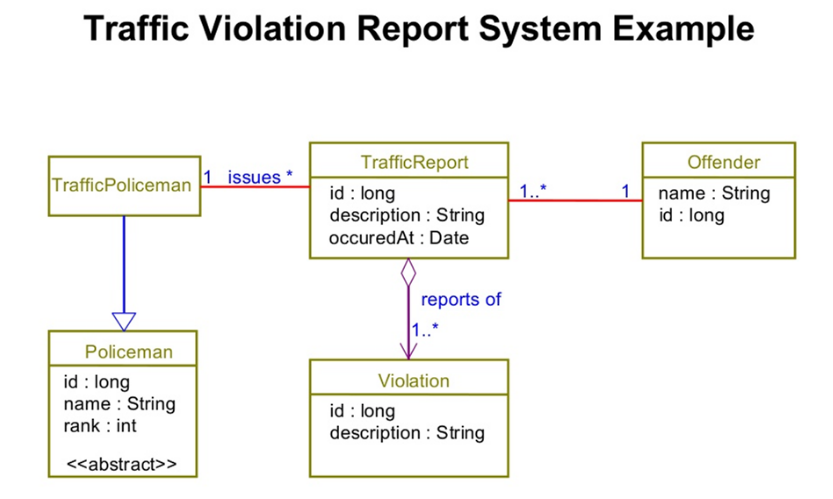 Traffic Violation Report System Example
TrafficPoliceman
1 issues *
TrafficReport
id : long
description : String
occuredAt : Date
1..*
1
Offender
name : String
id : long
reports of
1..*
Policeman
id : long
name : String
rank : int
<<abstract>>
Violation
id : long
description : String